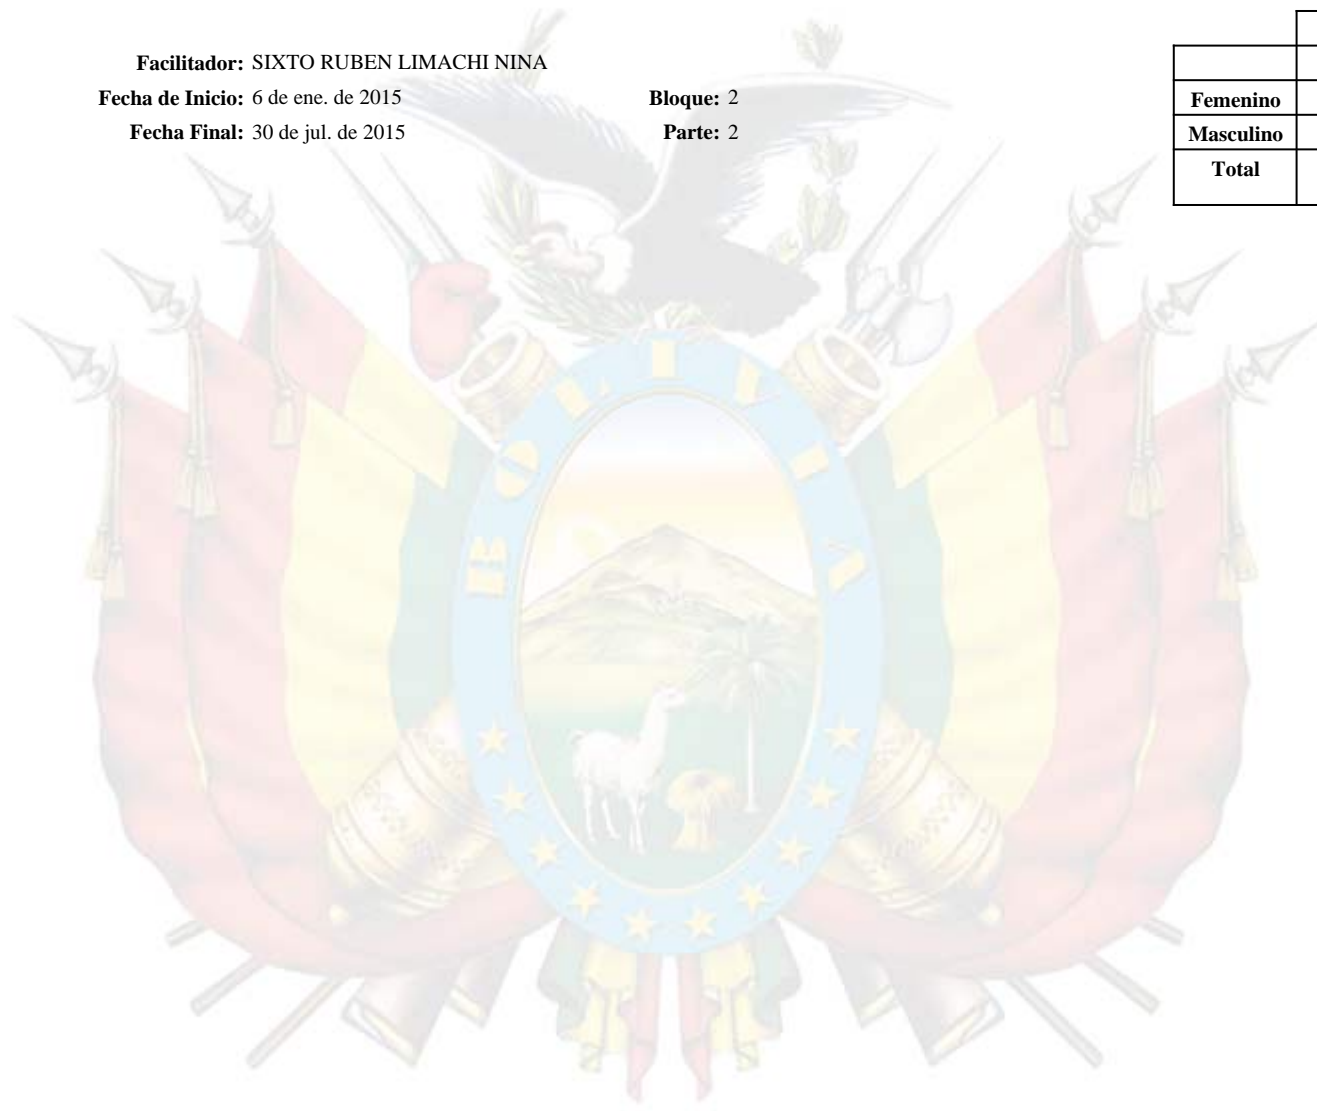 Facilitador: SIXTO RUBEN LIMACHI NINA
Fecha de Inicio: 6 de ene. de 2015 Bloque: 2
Fecha Final: 30 de jul. de 2015 Parte: 2
Femenino
Masculino
Total
BOLIVIA